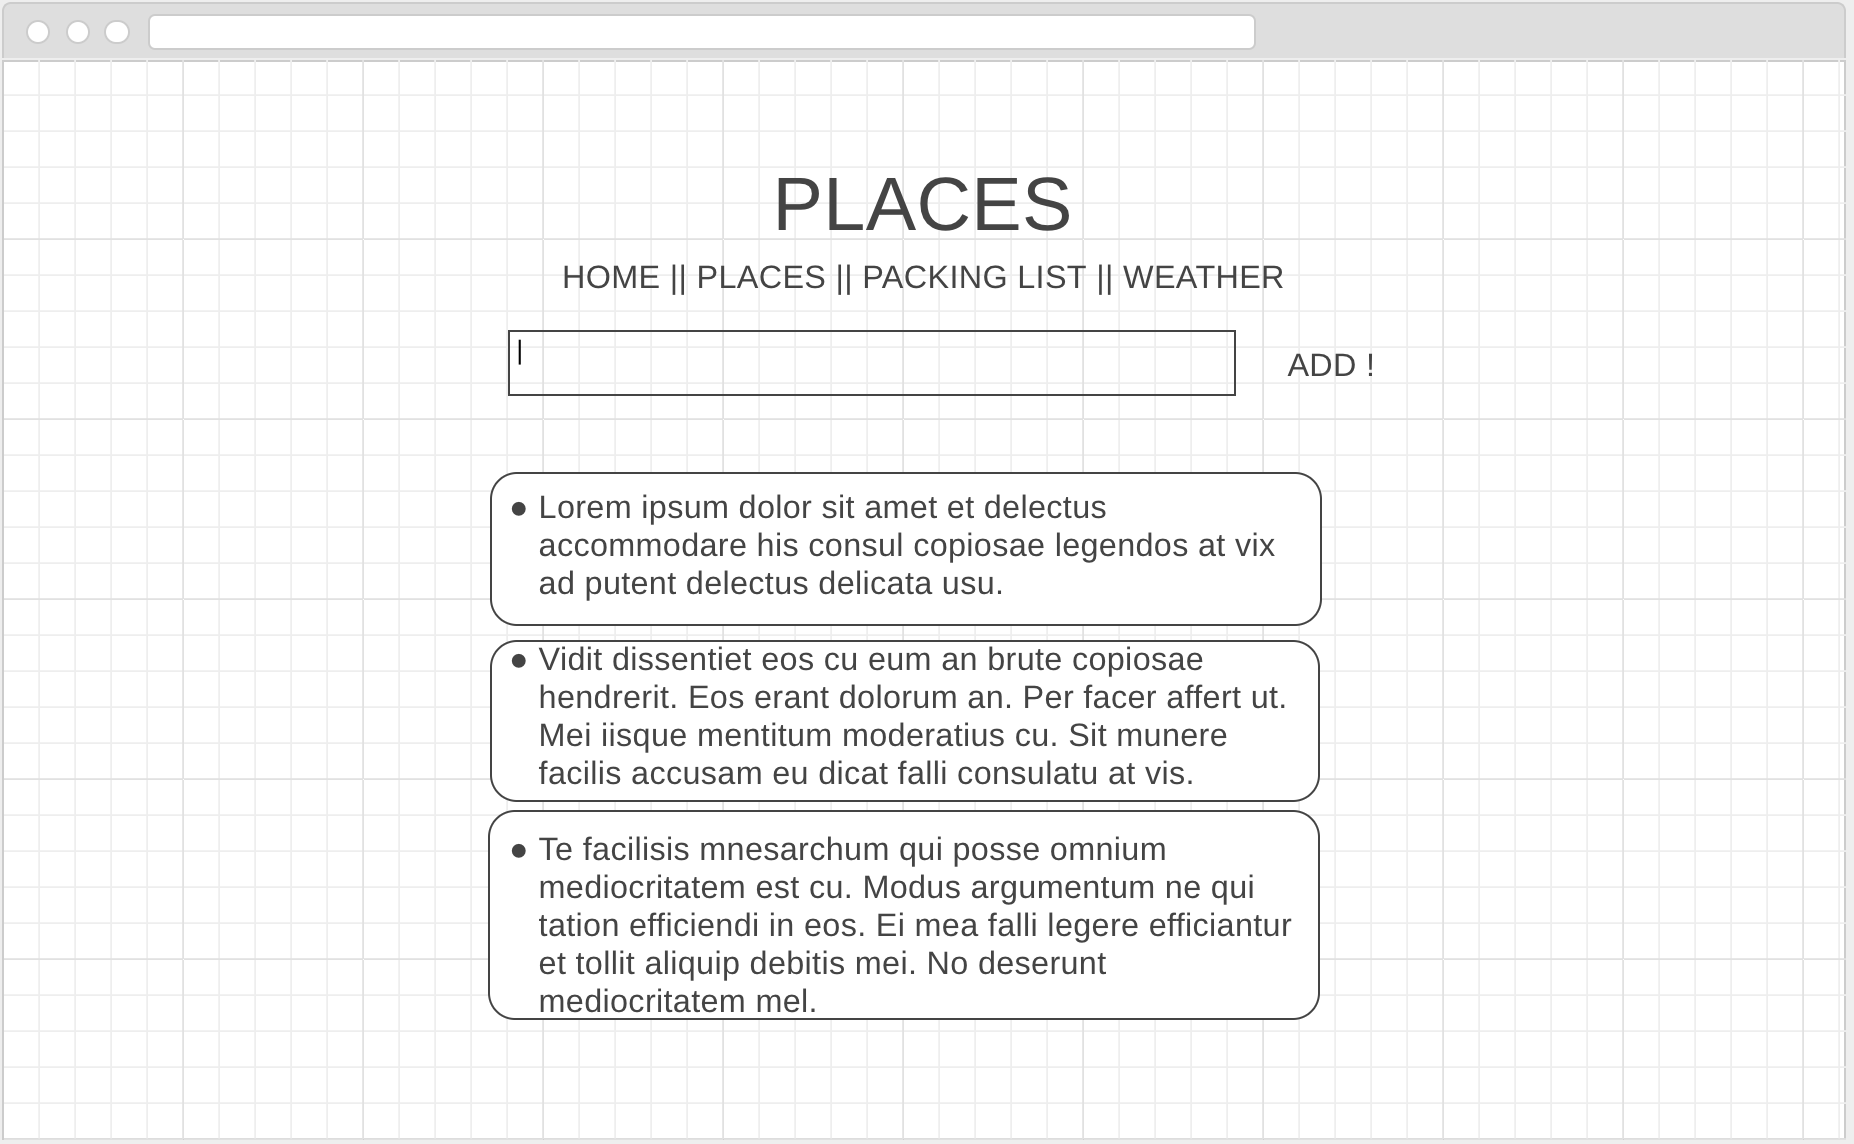 PLACES
HOME || PLACES || PACKING LIST || WEATHER
ADD !
● Lorem ipsum dolor sit amet et delectus
accommodare his consul copiosae legendos at vix
ad putent delectus delicata usu.
● Vidit dissentiet eos cu eum an brute copiosae
hendrerit. Eos erant dolorum an. Per facer affert ut.
Mei iisque mentitum moderatius cu. Sit munere
facilis accusam eu dicat falli consulatu at vis.
● Te facilisis mnesarchum qui posse omnium
mediocritatem est cu. Modus argumentum ne qui
tation efficiendi in eos. Ei mea falli legere efficiantur
et tollit aliquip debitis mei. No deserunt
mediocritatem mel.